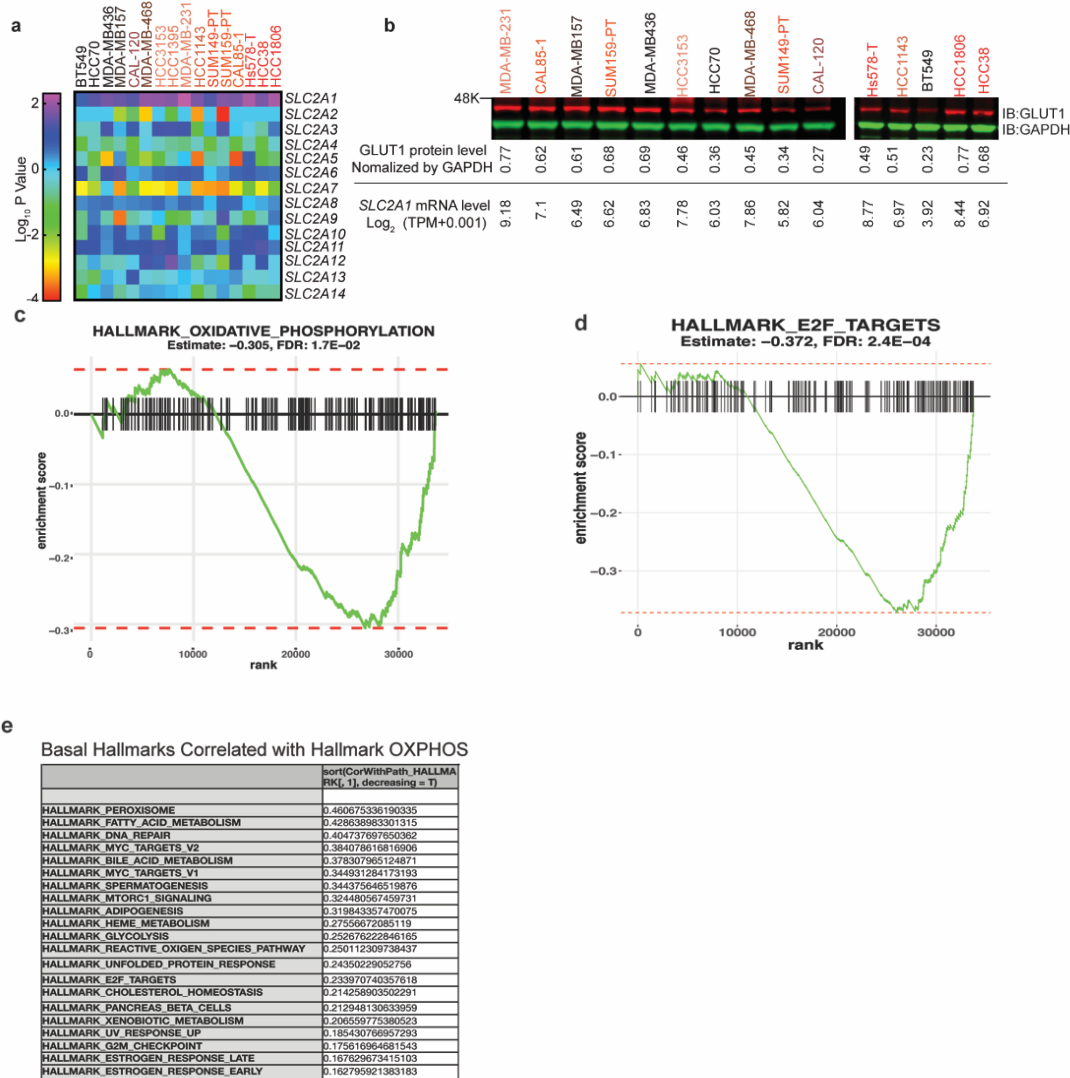 a
BT549
HCC70
MDA-MB436
MDA-MB157
CAL-120
MDA-MB-468
HCC3153
HCC1395
MDA-MB-231
HCC1143
SUM149-PT
SUM159-PT
CAL85-1
Hs578-T
HCC38
HCC1806
2
0
-2
-4
Log10 P Value
SLC2A1
SLC2A2
SLC2A3
SLC2A4
SLC2A5
SLC2A6
SLC2A7
SLC2A8
SLC2A9
SLC2A10
SLC2A11
SLC2A12
SLC2A13
SLC2A14
b
MDA-MB-231
CAL85-1
MDA-MB157
SUM159-PT
MDA-MB436
HCC3153
HCC70
MDA-MB-468
SUM149-PT
CAL-120
Hs578-T
HCC1143
BT549
HCC1806
HCC38
48K
IB:GLUT1
IB:GAPDH
GLUT1 protein level
Nomalized by GAPDH
0.77 0.62 0.61 0.68 0.69 0.46 0.36 0.45 0.34 0.27 0.49 0.51 0.23 0.77 0.68
SLC2A1 mRNA level
Log2 (TPM+0.001)
9.18 7.1 6.49 6.62 6.83 7.78 6.03 7.86 5.82 6.04 8.77 6.97 3.92 8.44 6.92
c
HALLMARK_OXIDATIVE_PHOSPHORYLATION
Estimate: −0.305, FDR: 1.7E−02
enrichment score
0.0
−0.1
−0.2
−0.3
0 10000 20000 30000
rank
d
HALLMARK_E2F_TARGETS
Estimate: −0.372, FDR: 2.4E−04
enrichment score
0.0
−0.1
−0.2
−0.3
0 10000 20000 30000
rank
e
Basal Hallmarks Correlated with Hallmark OXPHOS
sort(CorWithPath_HALLMA
RK[, 1], decreasing = T)
HALLMARK_PEROXISOME 0.460675336190335
HALLMARK_FATTY_ACID_METABOLISM 0.428638983301315
HALLMARK_DNA_REPAIR 0.404737697650362
HALLMARK_MYC_TARGETS_V2 0.384078616816906
HALLMARK_BILE_ACID_METABOLISM 0.378307965124871
HALLMARK_MYC_TARGETS_V1 0.344931284173193
HALLMARK_SPERMATOGENESIS 0.344375646519876
HALLMARK_MTORC1_SIGNALING 0.324480567459731
HALLMARK_ADIPOGENESIS 0.319843357470075
HALLMARK_HEME_METABOLISM 0.27556672085119
HALLMARK_GLYCOLYSIS 0.252676222846165
HALLMARK_REACTIVE_OXIGEN_SPECIES_PATHWAY 0.250112309738437
HALLMARK_UNFOLDED_PROTEIN_RESPONSE 0.24350229052756
HALLMARK_E2F_TARGETS 0.233970740357618
HALLMARK_CHOLESTEROL_HOMEOSTASIS 0.214258903502291
HALLMARK_PANCREAS_BETA_CELLS 0.212948130633959
HALLMARK_XENOBIOTIC_METABOLISM 0.206559775380523
HALLMARK_UV_RESPONSE_UP 0.185430766957293
HALLMARK_G2M_CHECKPOINT 0.175616964681543
HALLMARK_ESTROGEN_RESPONSE_LATE 0.167629673415103
HALLMARK_ESTROGEN_RESPONSE_EARLY 0.162795921383183